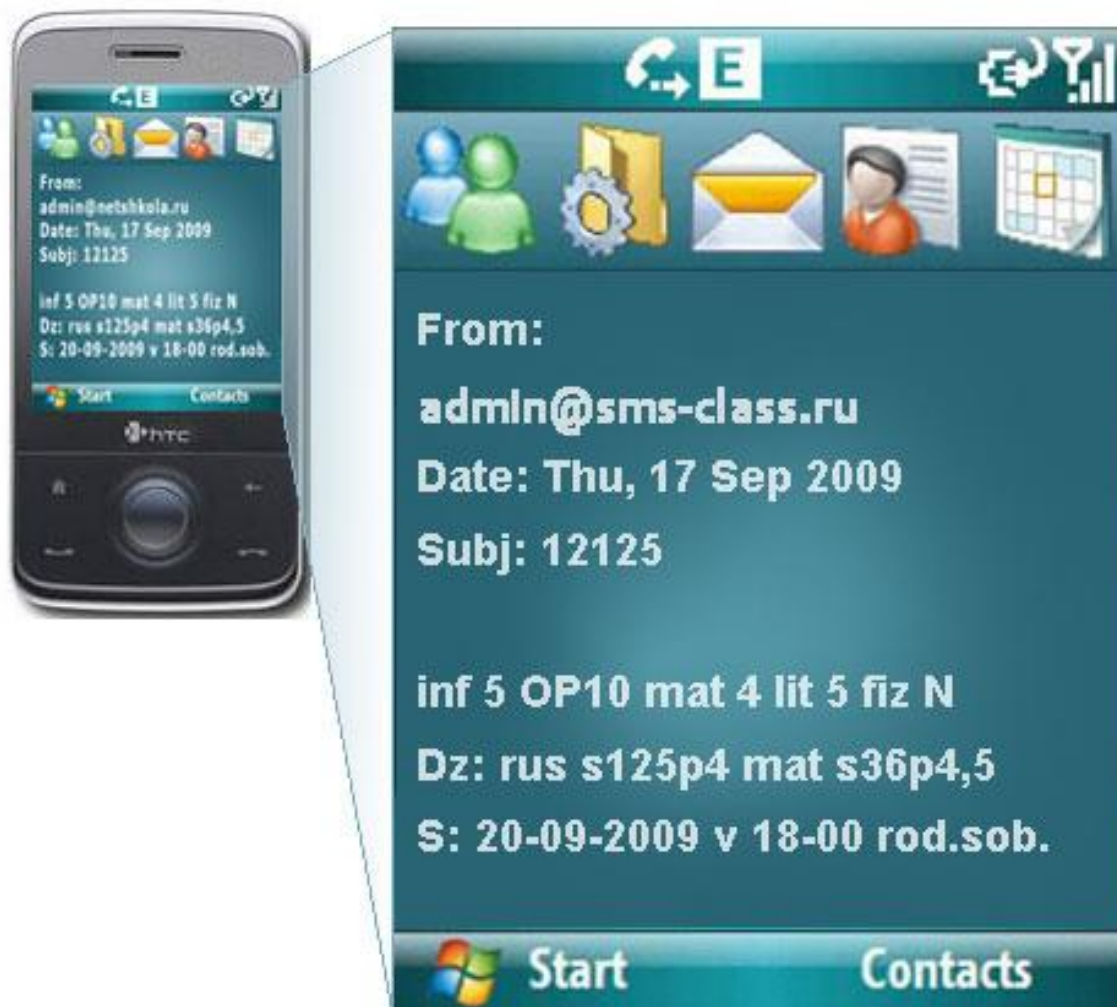 From:
admin@netshkola.ru
Date: Thu, 17 Sep 2009
Subj: 12125
inf 5 OP10 mat 4 lit 5 fiz N
Dz: rus s125p4 mat s36p4,5
S: 20-09-2009 v 18-00 rod.sob.
Start Contacts
hTC
E
From:
admin@sms-class.ru
Date: Thu, 17 Sep 2009
Subj: 12125
inf 5 OP10 mat 4 lit 5 fiz N
Dz: rus s125p4 mat s36p4,5
S: 20-09-2009 v 18-00 rod.sob.
Start Contacts